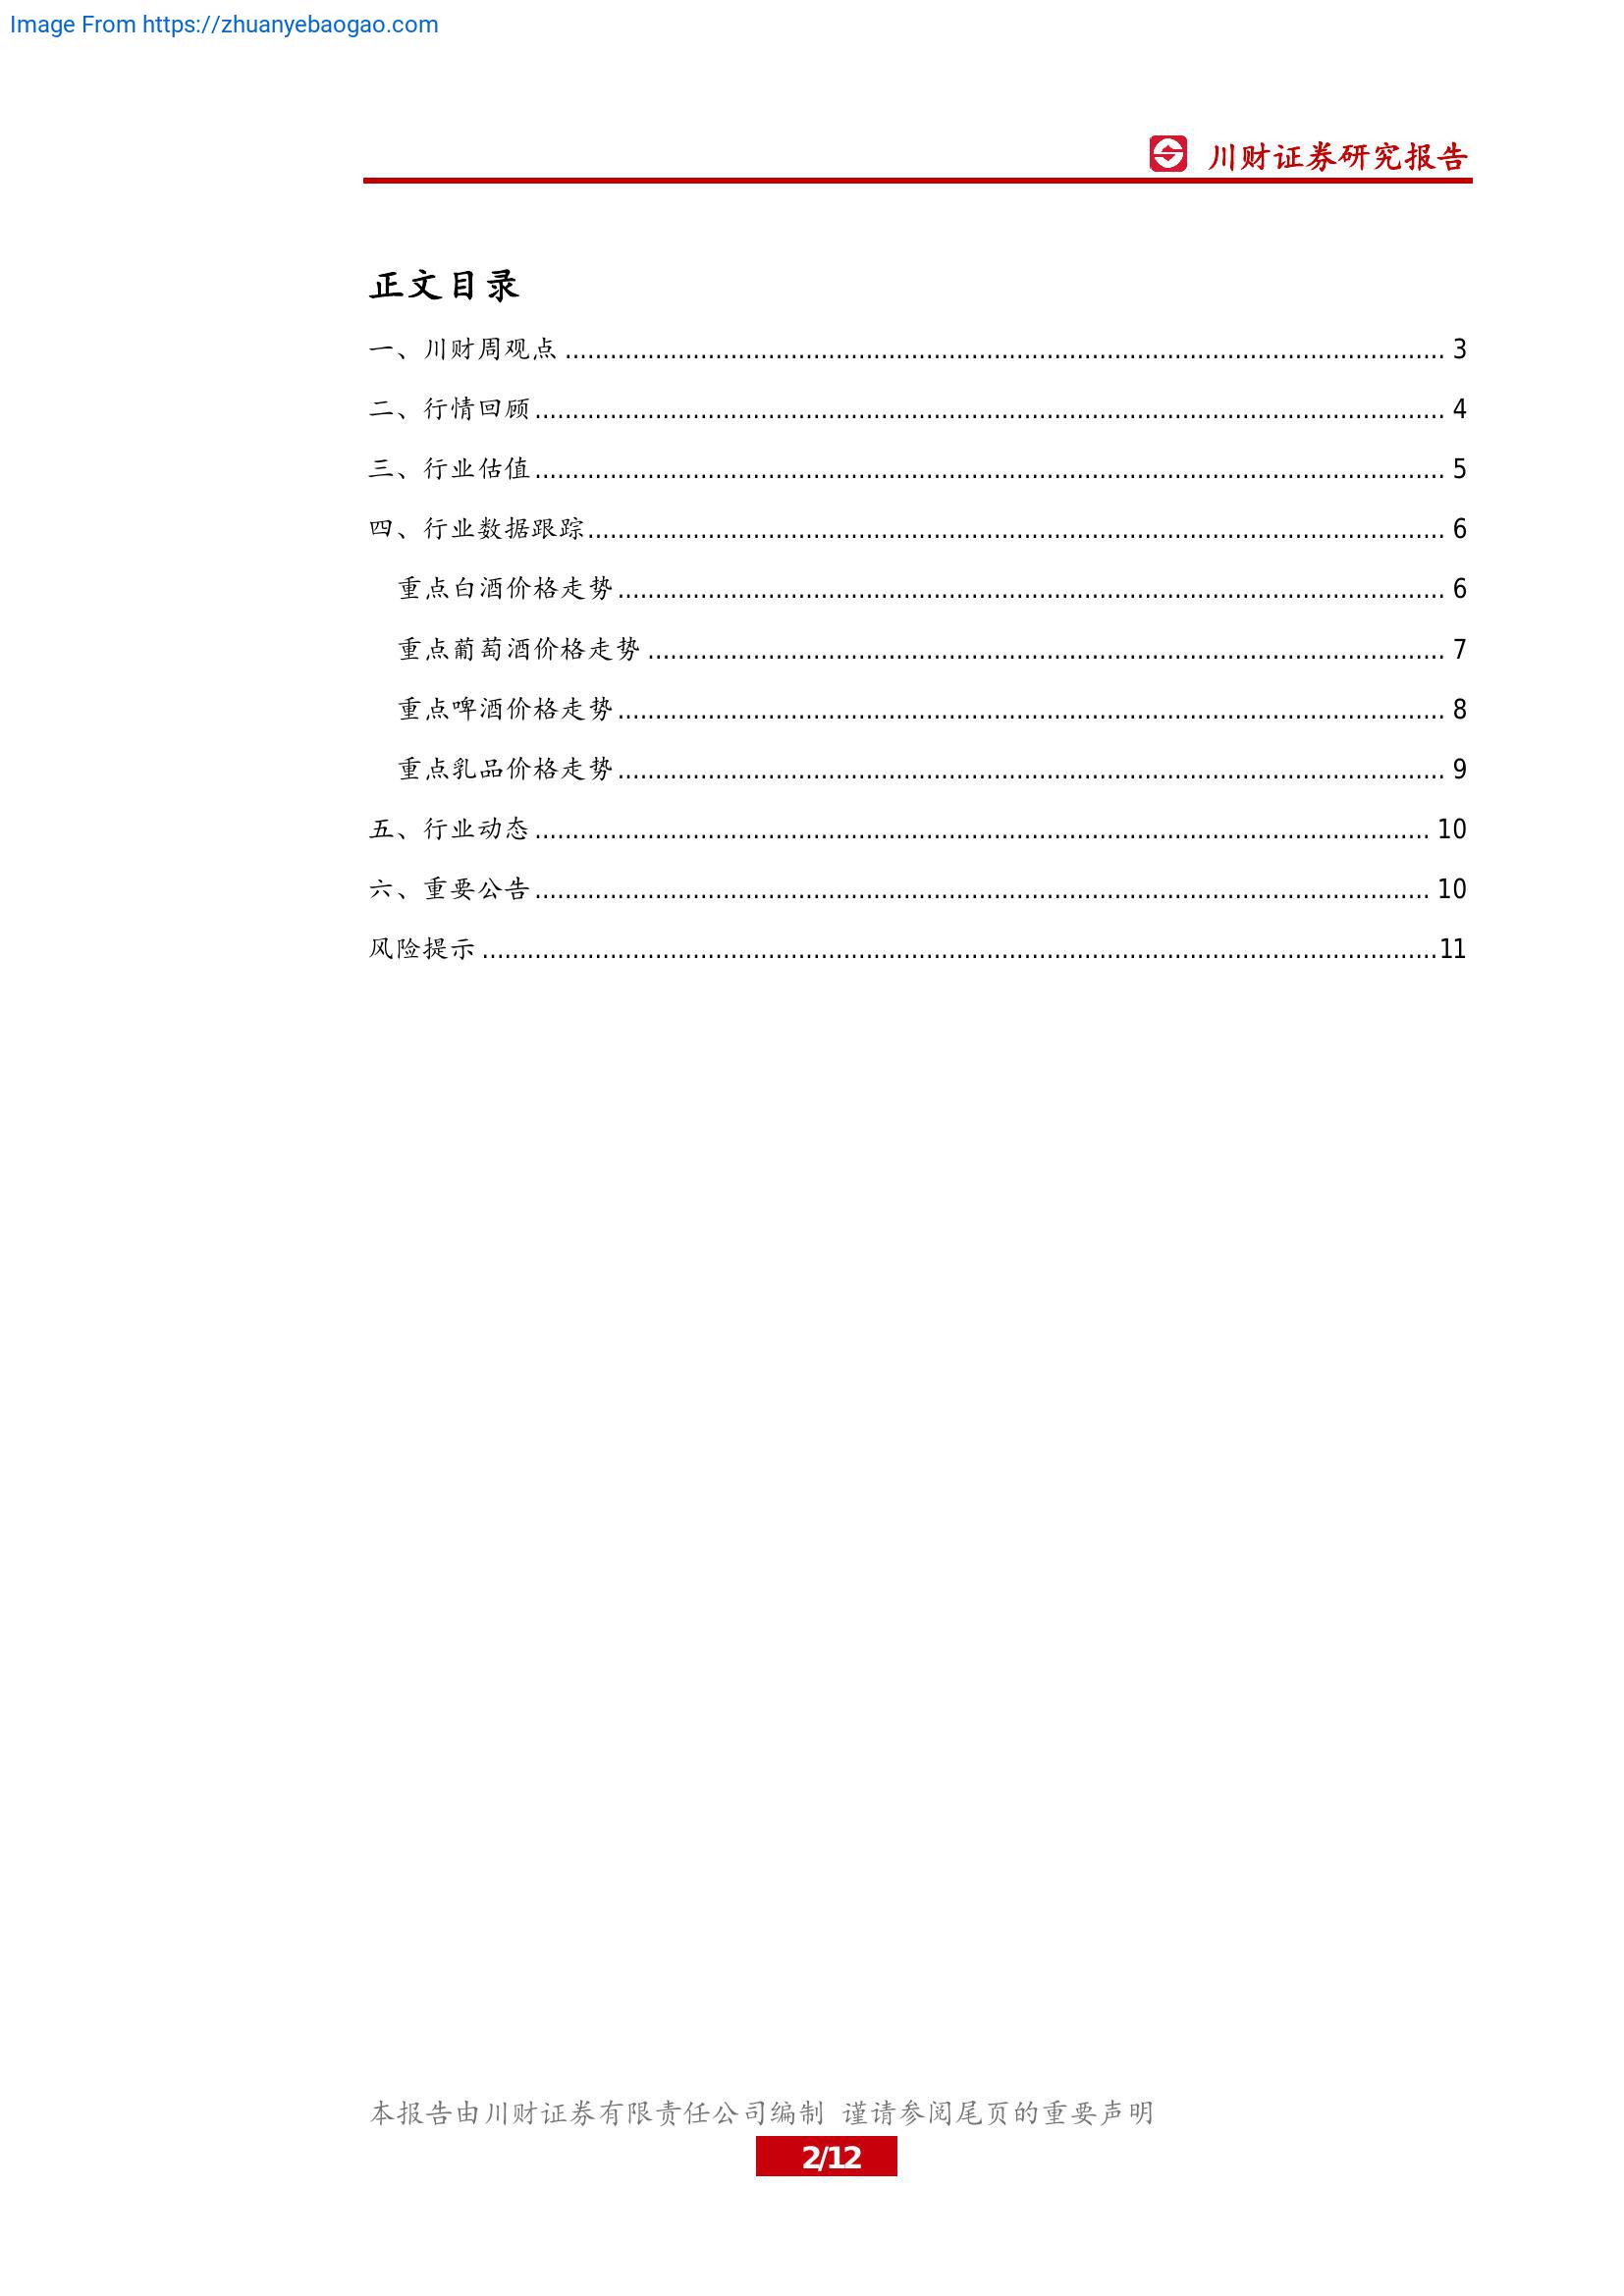 Image From https://zhuanyebaogao.com
川财证券研究报告
正文目录
一、川财周观点 ........................................................................................................................ 3
二、行情回顾 ............................................................................................................................ 4
三、行业估值 ............................................................................................................................ 5
四、行业数据跟踪 ..................................................................................................................... 6
重点白酒价格走势 ................................................................................................................. 6
重点葡萄酒价格走势 ............................................................................................................. 7
重点啤酒价格走势 ................................................................................................................. 8
重点乳品价格走势 ................................................................................................................. 9
五、行业动态 .......................................................................................................................... 10
六、重要公告 .......................................................................................................................... 10
风险提示 ..................................................................................................................................11
本报告由川财证券有限责任公司编制 谨请参阅尾页的重要声明
2/12